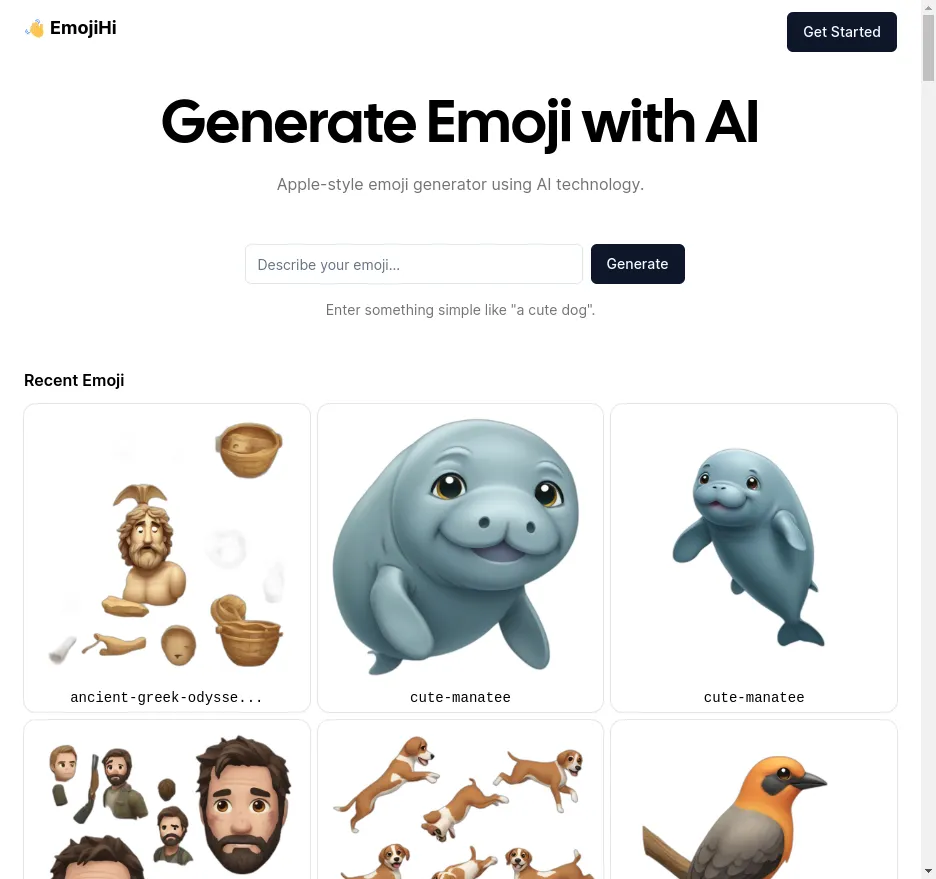 👋 EmojiHi
Get Started
Generate Emoji with AI
Apple-style emoji generator using AI technology.
Describe your emoji...
Generate
Enter something simple like "a cute dog".
Recent Emoji
ancient-greek-odysse...
cute-manatee
cute-manatee